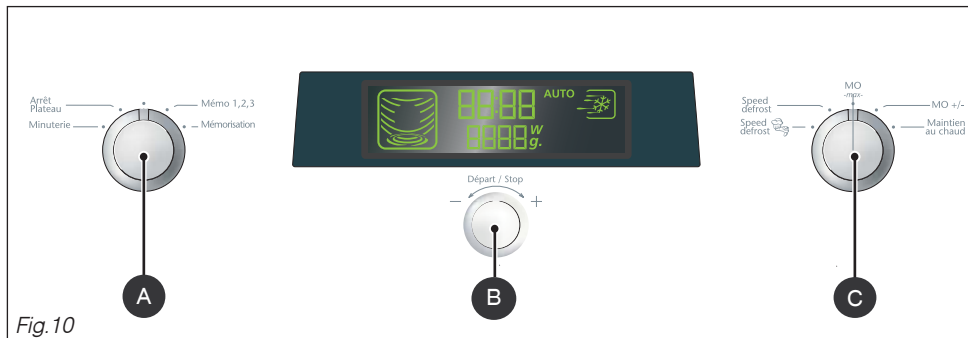 Arrêt
Plateau
Minuterie
Mémo 1,2,3
Mémorisation
88:88
AUTO
8888
W
g.
Départ / Stop
− +
MO
-max-
Speed
defrost
Speed
defrost
MO +/-
Maintien
au chaud
A
B
C
Fig.10